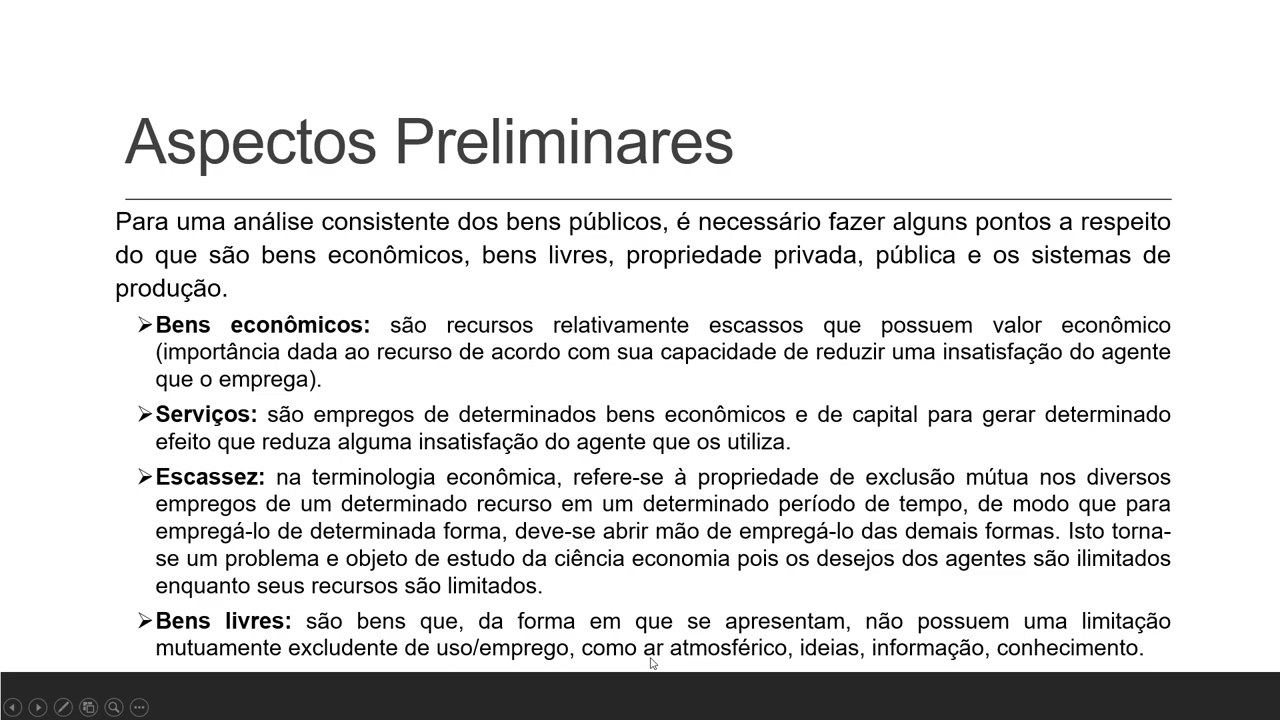 Aspectos Preliminares
Para uma análise consistente dos bens públicos, é necessário fazer alguns pontos a respeito
do que são bens econômicos, bens livres, propriedade privada, pública e os sistemas de
produção.
➢Bens econômicos: são recursos relativamente escassos que possuem valor econômico
(importância dada ao recurso de acordo com sua capacidade de reduzir uma insatisfação do agente
que o emprega).
➢Serviços: são empregos de determinados bens econômicos e de capital para gerar determinado
efeito que reduza alguma insatisfação do agente que os utiliza.
➢Escassez: na terminologia econômica, refere-se à propriedade de exclusão mútua nos diversos
empregos de um determinado recurso em um determinado período de tempo, de modo que para
empregá-lo de determinada forma, deve-se abrir mão de empregá-lo das demais formas. Isto torna-
se um problema e objeto de estudo da ciência economia pois os desejos dos agentes são ilimitados
enquanto seus recursos são limitados.
➢Bens livres: são bens que, da forma em que se apresentam, não possuem uma limitação
mutuamente excludente de uso/emprego, como ar atmosférico, ideias, informação, conhecimento.